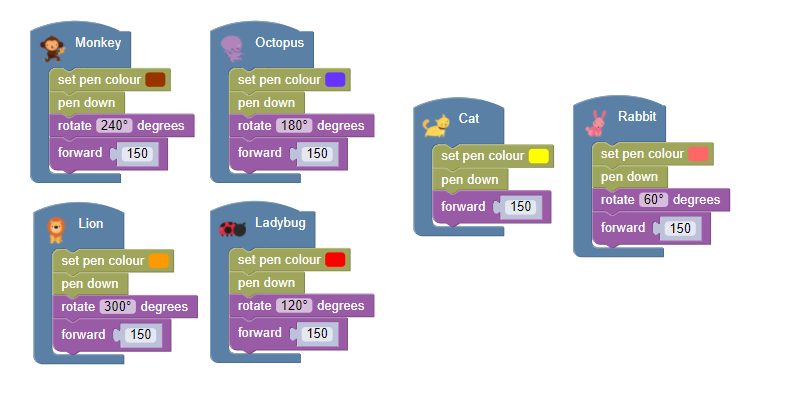 Monkey
set pen colour
pen down
rotate 240° degrees
forward 150
Octopus
set pen colour
pen down
rotate 180° degrees
forward 150
Cat
set pen colour
pen down
forward 150
Rabbit
set pen colour
pen down
rotate 60° degrees
forward 150
Lion
set pen colour
pen down
rotate 300° degrees
forward 150
Ladybug
set pen colour
pen down
rotate 120° degrees
forward 150